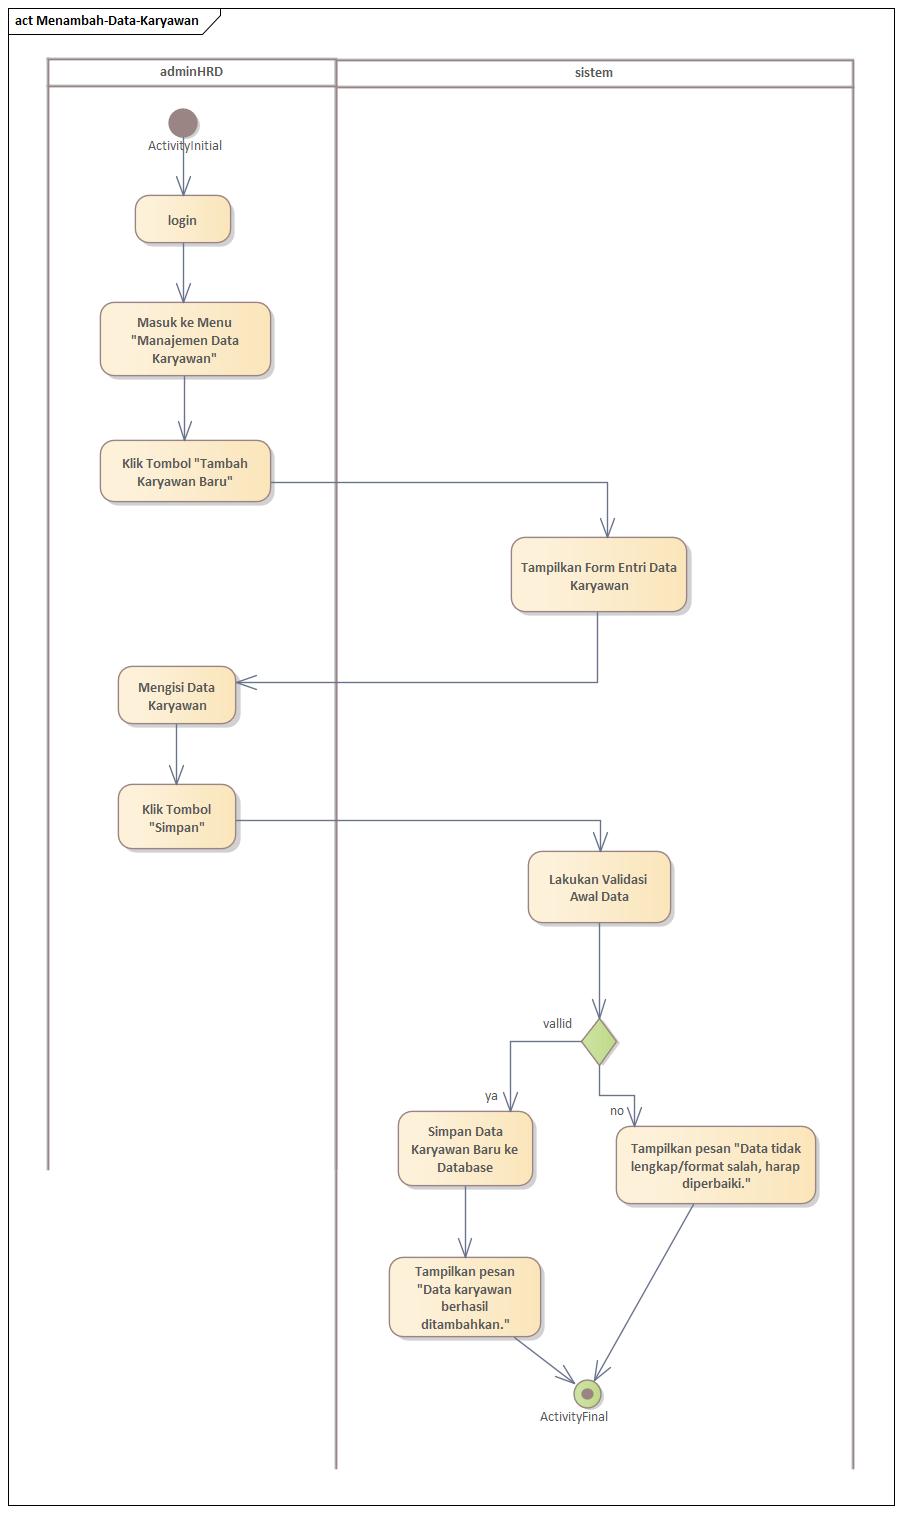 act Menambah-Data-Karyawan
adminHRD
sistem
ActivityInitial
login
Masuk ke Menu
"Manajemen Data
Karyawan"
Klik Tombol "Tambah
Karyawan Baru"
Tampilkan Form Entri Data
Karyawan
Mengisi Data
Karyawan
Klik Tombol
"Simpan"
Lakukan Validasi
Awal Data
vallid
ya
no
Simpan Data
Karyawan Baru ke
Database
Tampilkan pesan "Data tidak
lengkap/format salah, harap
diperbaiki."
Tampilkan pesan
"Data karyawan
berhasil
ditambahkan."
ActivityFinal